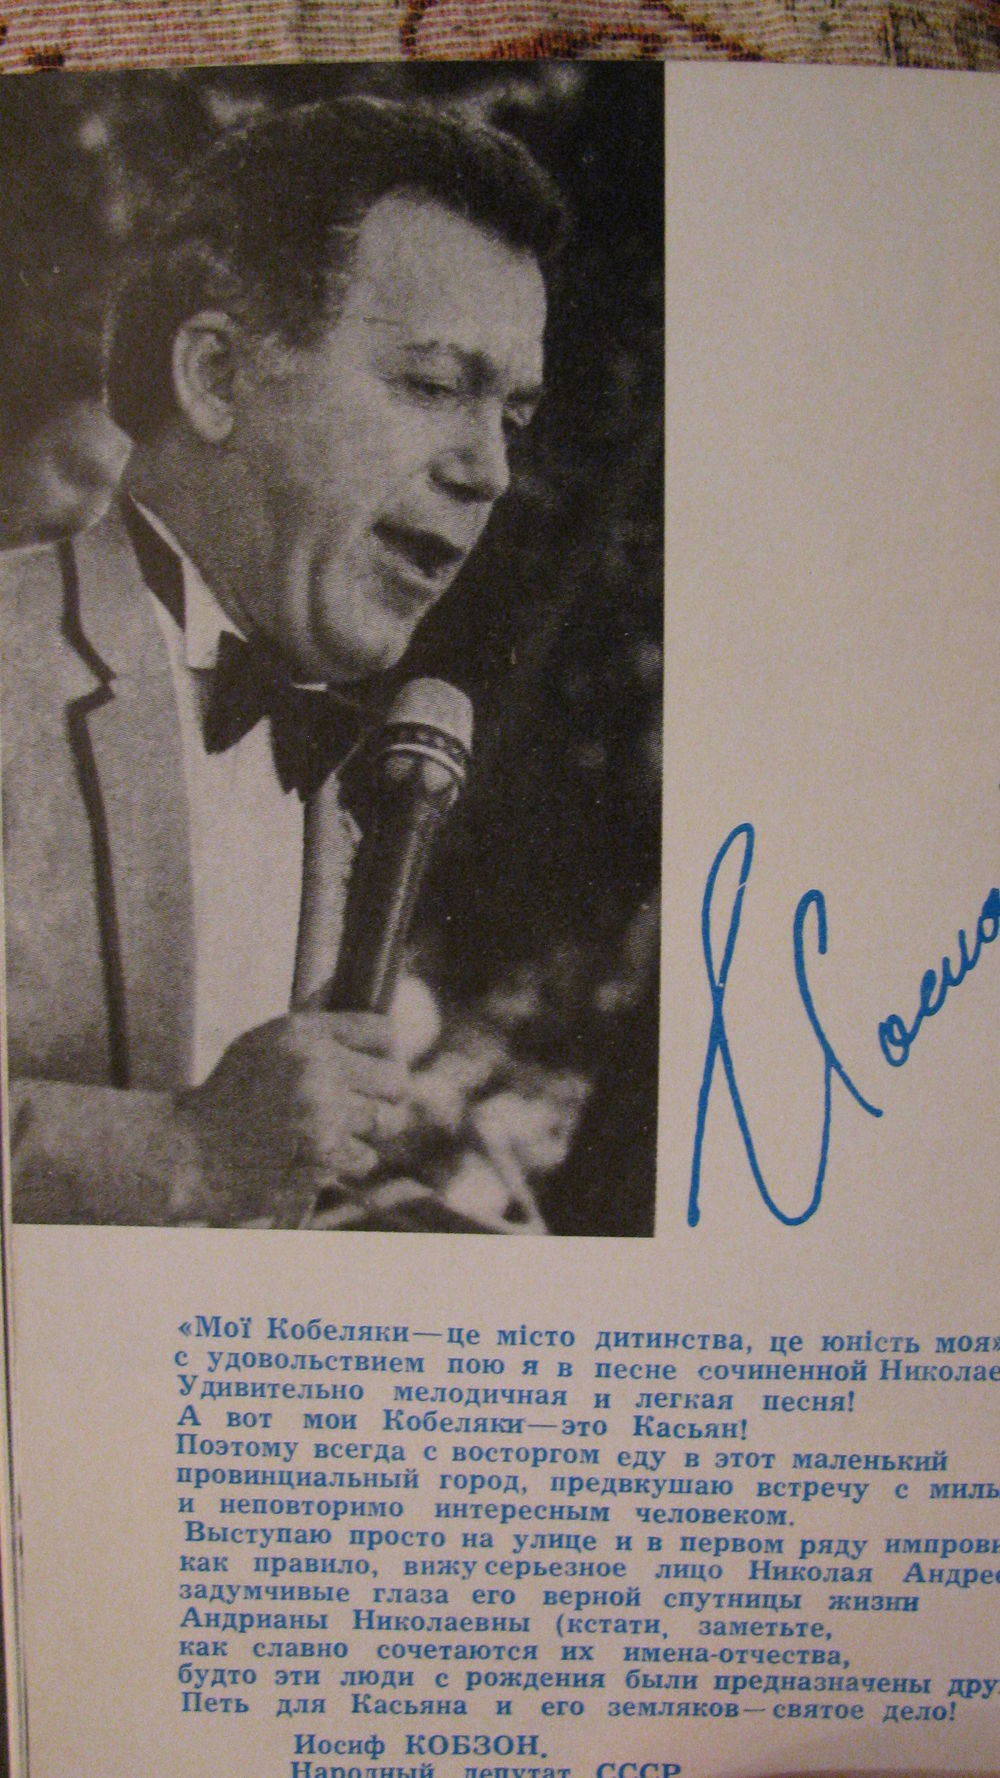 «Мої Кобеляки—це місто дитинства, це юність моя»
с удовольствием пою я в песне сочиненной
Удивительно мелодичная и легкая песня!
А вот мои Кобеляки—это Касьян!
Поэтому всегда с восторгом еду в этот маленький
провинциальный город, предвкушаю встречу с
и неповторимо интересным человеком.
Выступаю просто на улице и в первом ряду
как правило, вижу серьезное лицо Николая
задумчивые глаза его верной спутницы жизни
Андрианы Николаевны (кстати, заметьте,
как славно сочетаются их имена-отчества,
будто эти люди с рождения были предназначены
Петь для Касьяна и его земляков—святое дело!
Иосиф КОБЗОН.
Народный депутат СССР